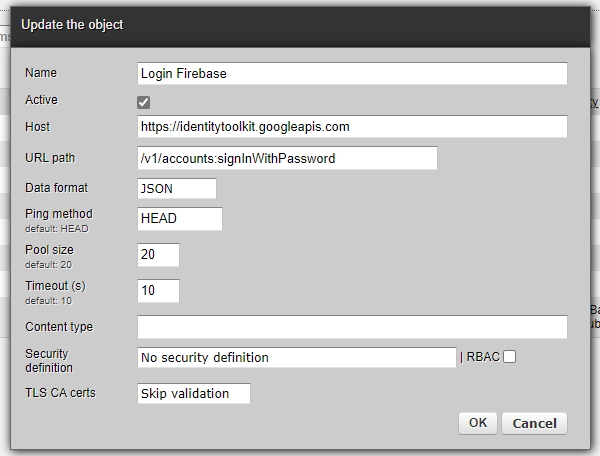 Update the object
Name Login Firebase
Active
Host https://identitytoolkit.googleapis.com
URL path /v1/accounts:signInWithPassword
Data format JSON
Ping method HEAD
default: HEAD
Pool size 20
default: 20
Timeout (s) 10
default: 10
Content type
Security definition No security definition | RBAC
TLS CA certs Skip validation
OK Cancel